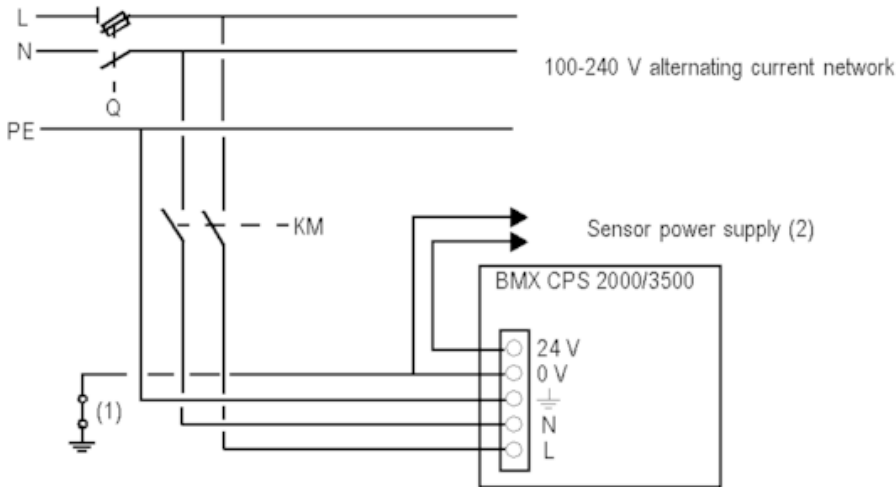 L
N
100-240 V alternating current network
Q
PE
KM
Sensor power supply (2)
BMX CPS 2000/3500
24 V
0 V
(1)
N
L